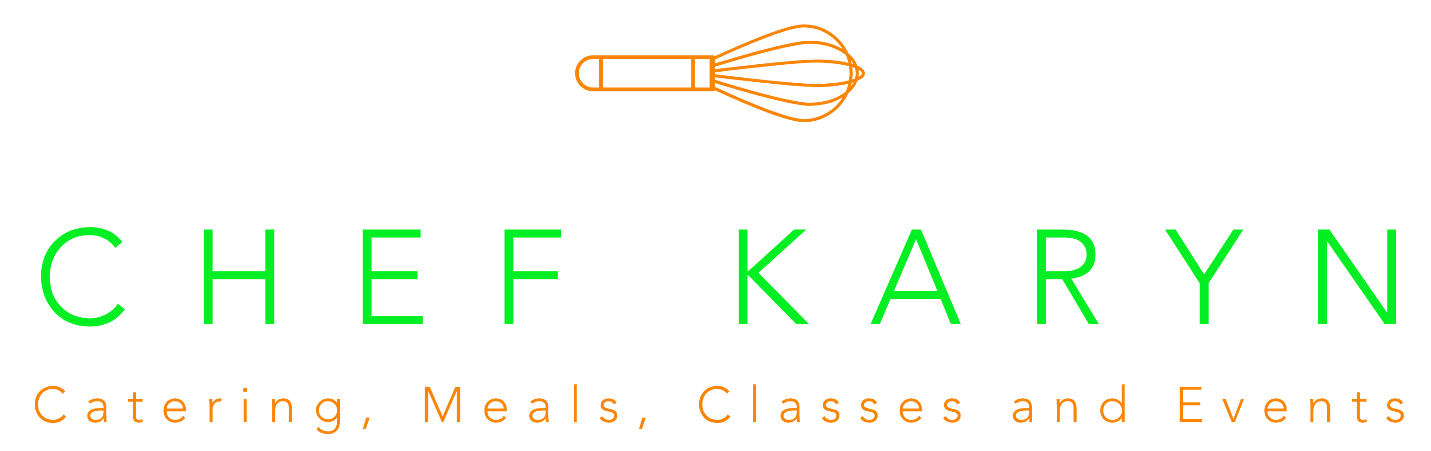 CHEF KARYN
Catering, Meals, Classes and Events